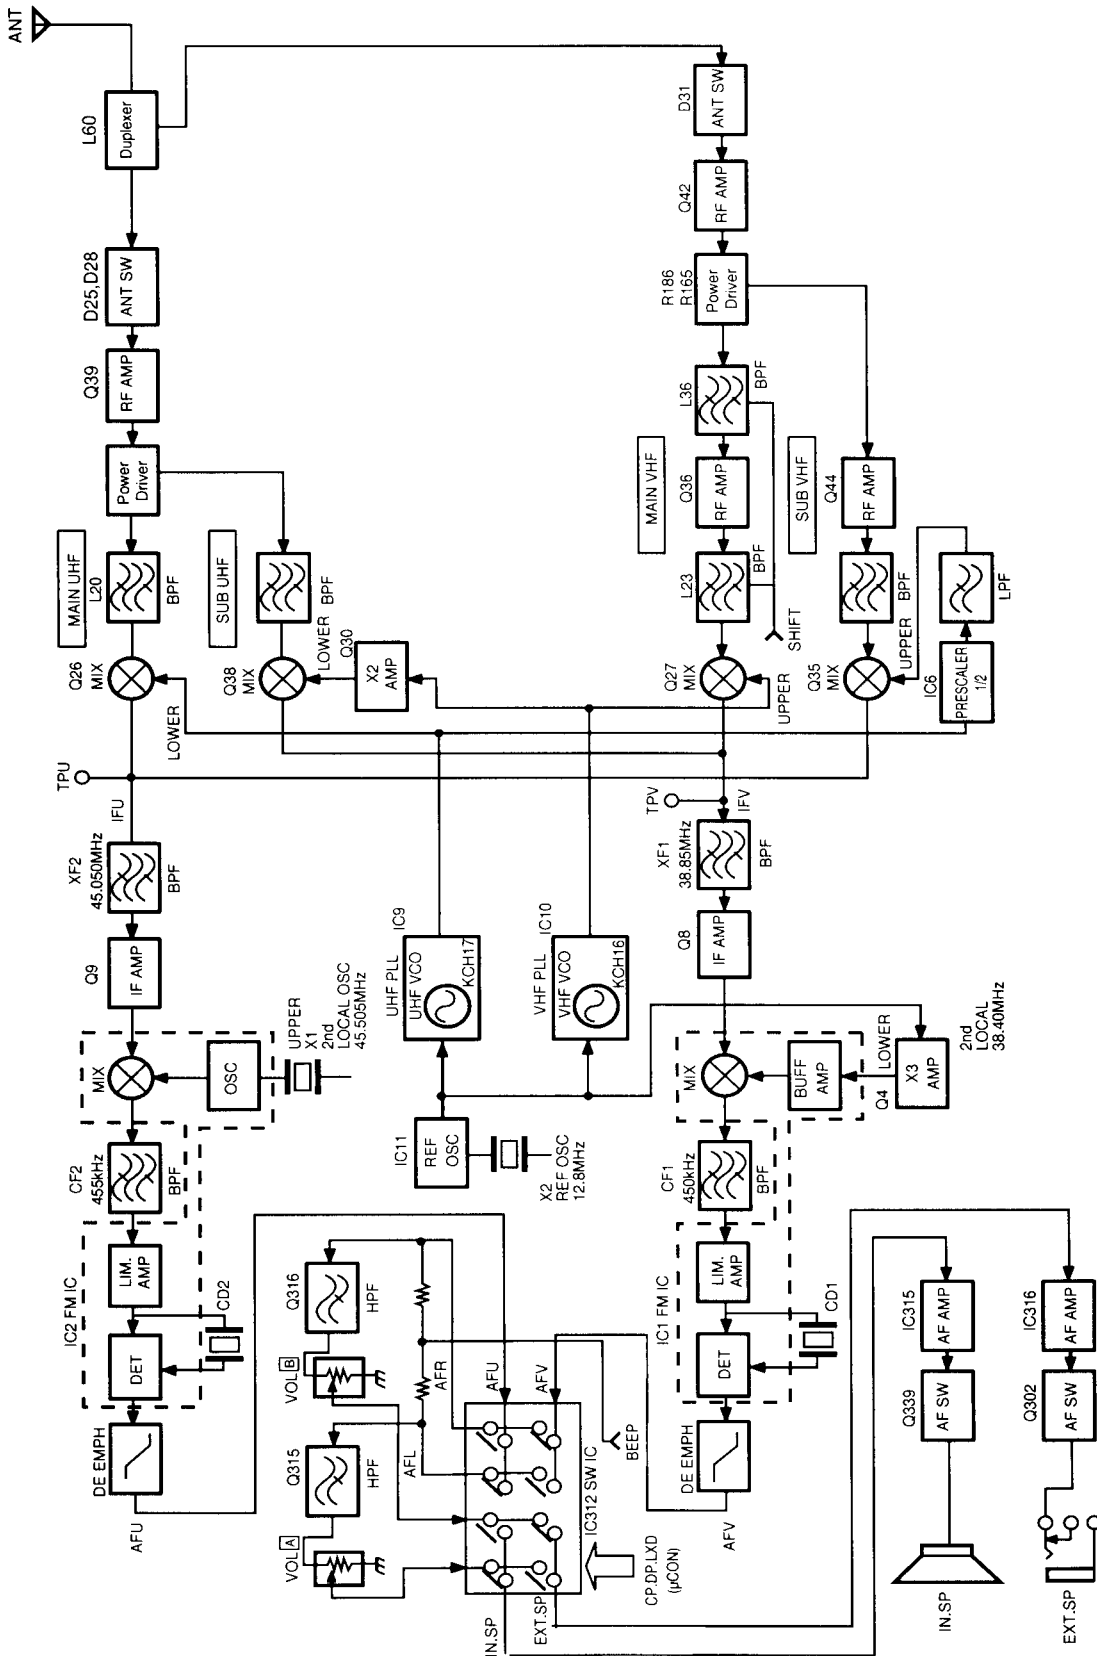 ANT
L60
Duplexer
D25,D28
ANT SW
Q39
RF AMP
Power
Driver
MAIN UHF
L20
BPF
Q26
MIX
LOWER
SUB UHF
BPF
Q38
MIX
LOWER
Q30
X2
AMP
TPU
IFU
XF2
45.050MHz
BPF
Q9
IF AMP
MIX
OSC
UPPER
X1
2nd
LOCAL OSC
45.505MHz
CF2
455kHz
BPF
IC2 FM IC
LIM.
AMP
DET
CD2
DE EMPH
AFU
D31
ANT SW
Q42
RF AMP
R186
R165
Power
Driver
L36
BPF
MAIN VHF
Q36
RF AMP
L23
BPF
SHIFT
Q27
MIX
UPPER
SUB VHF
Q44
RF AMP
BPF
Q35
MIX
UPPER
LPF
IC6
PRESCALER
1/2
TPV
IFV
XF1
38.85MHz
BPF
Q8
IF AMP
UHF PLL
UHF VCO
IC9
KCH17
VHF PLL
VHF VCO
IC10
KCH16
IC11
REF
OSC
X2
REF OSC
12.8MHz
MIX
BUFF
AMP
LOWER
Q4
X3
AMP
2nd
LOCAL
38.40MHz
CF1
450kHz
BPF
IC1 FM IC
LIM.
AMP
DET
CD1
DE EMPH
AFV
Q316
HPF
VOL B
AFR
Q315
HPF
VOL A
AFL
AFU
AFV
BEEP
IC312 SW IC
CP.DP.LXD
(μCON)
IN.SP
EXT.SP
IC315
AF AMP
Q339
AF SW
IN.SP
IC316
AF AMP
Q302
AF SW
EXT.SP